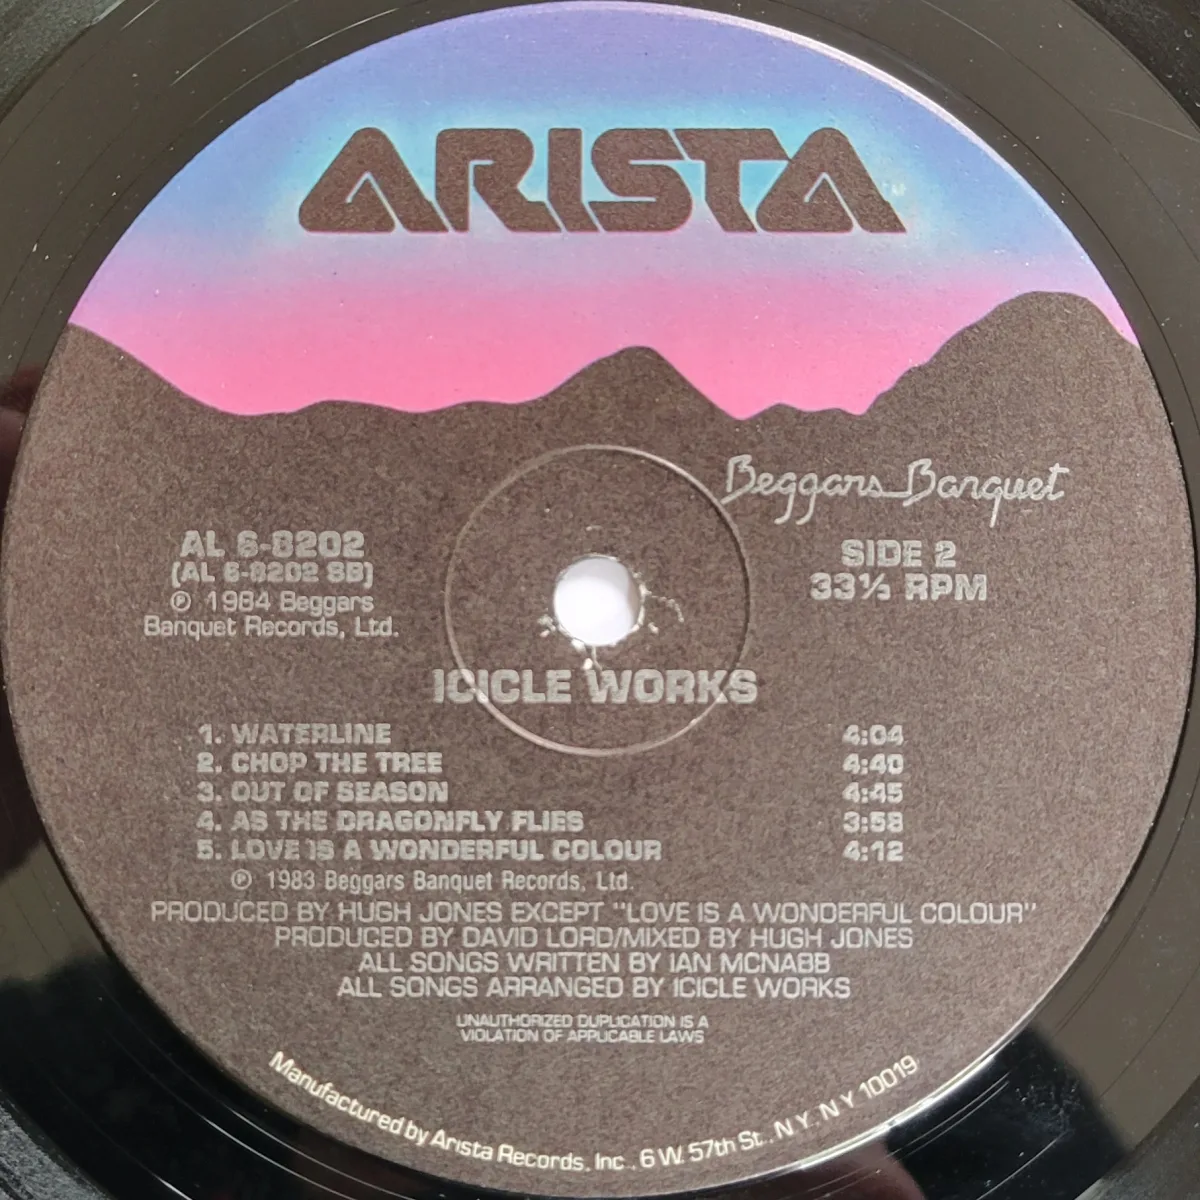 ARISTA
Beggars Banquet
AL 6-8202
(AL 6-8202 SB)
℗ 1984 Beggars
Banquet Records, Ltd.
SIDE 2
33⅓ RPM
ICICLE WORKS
1. WATERLINE 4:04
2. CHOP THE TREE 4:40
3. OUT OF SEASON 4:45
4. AS THE DRAGONFLY FLIES 3:58
5. LOVE IS A WONDERFUL COLOUR 4:12
℗ 1983 Beggars Banquet Records, Ltd.
PRODUCED BY HUGH JONES EXCEPT "LOVE IS A WONDERFUL COLOUR"
PRODUCED BY DAVID LORD/MIXED BY HUGH JONES
ALL SONGS WRITTEN BY IAN MCNABB
ALL SONGS ARRANGED BY ICICLE WORKS
UNAUTHORIZED DUPLICATION IS A
VIOLATION OF APPLICABLE LAWS
Manufactured by Arista Records, Inc., 6 W. 57th St., N.Y. N.Y 10019